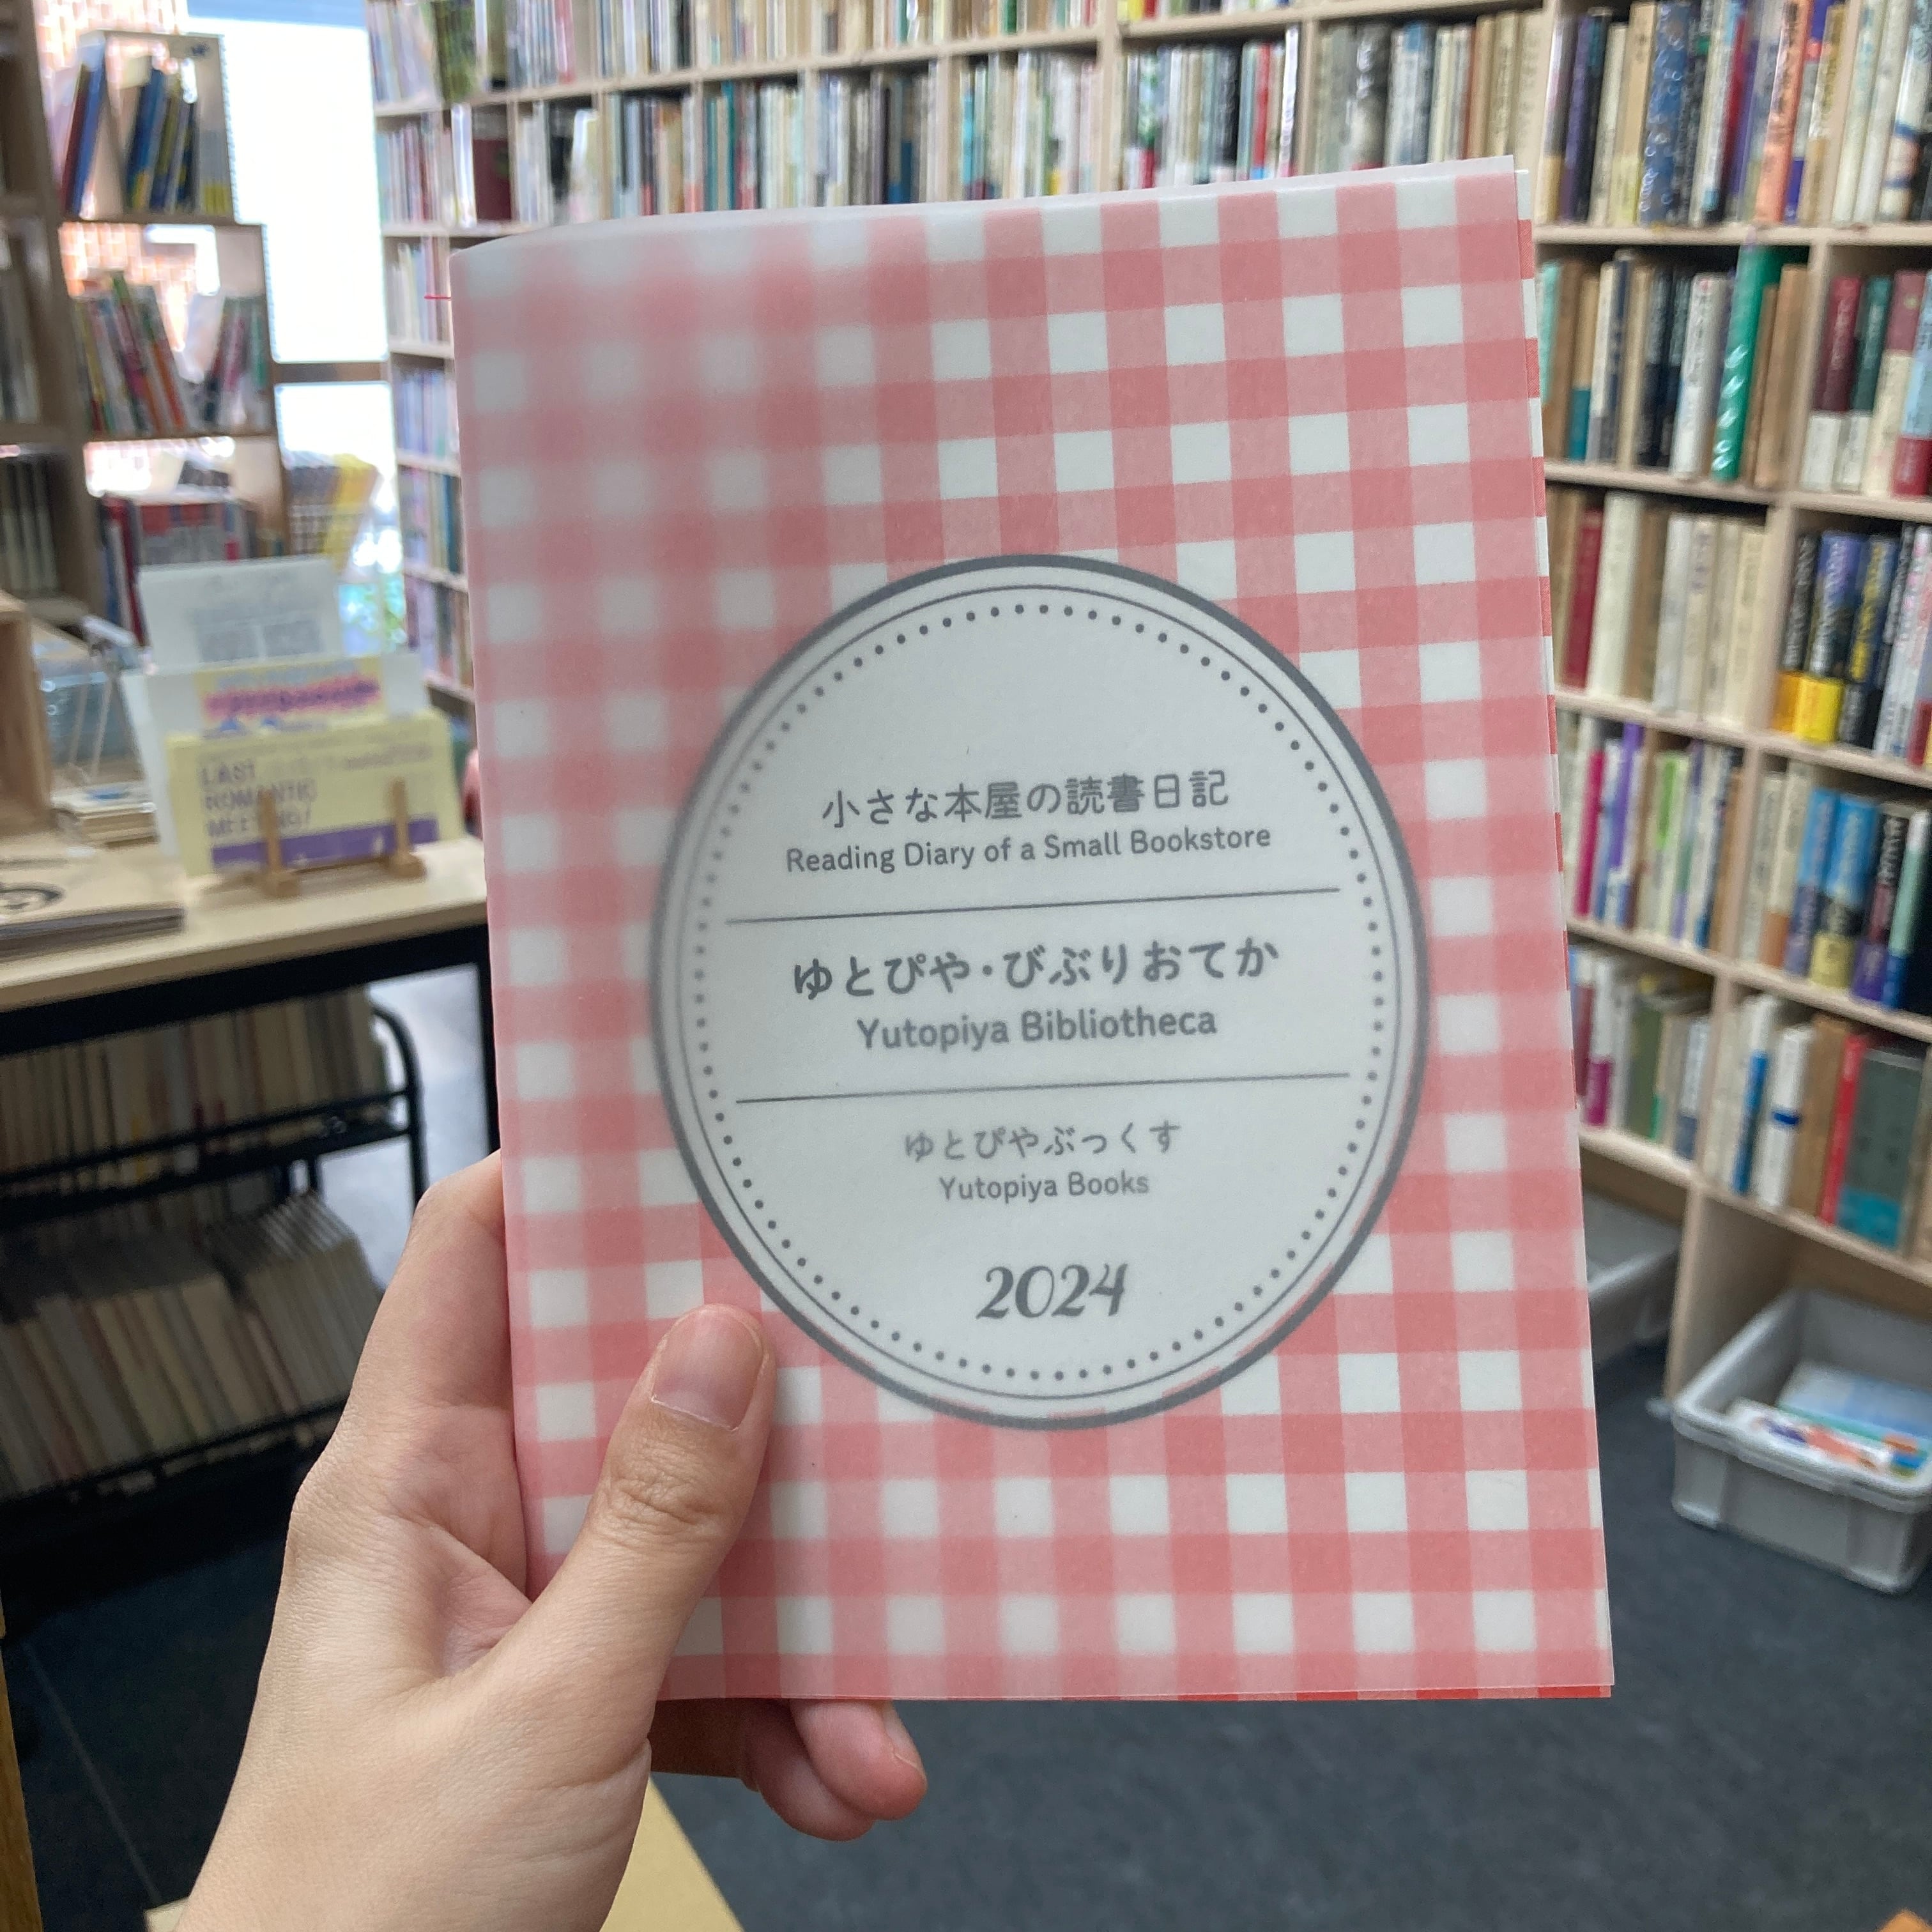 小さな本屋の読書日記
Reading Diary of a Small Bookstore
ゆとぴや・びぶりおてか
Yutopiya Bibliotheca
ゆとぴやぶっくす
Yutopiya Books
2024
LAST
ROMANTIC
MEETING!